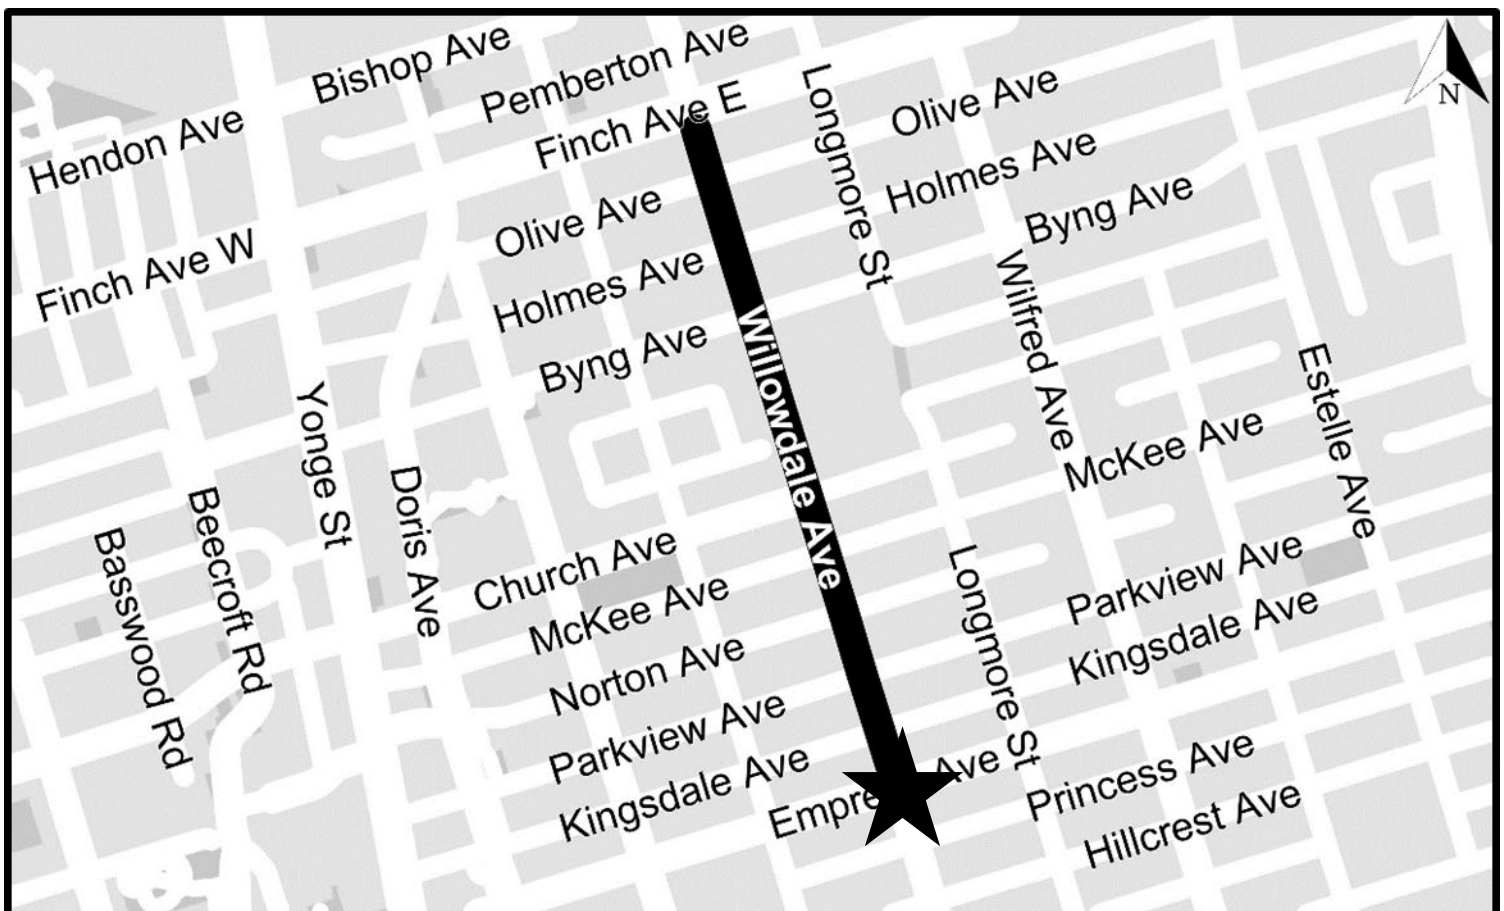 Bishop Ave
Pemberton Ave
Hendon Ave
Finch Ave E
Longmore St
Olive Ave
N
Holmes Ave
Byng Ave
Olive Ave
Finch Ave W
Holmes Ave
Byng Ave
Willowdale Ave
Wilfred Ave
Estelle Ave
Yonge St
McKee Ave
Doris Ave
Beecroft Rd
Basswood Rd
Church Ave
McKee Ave
Norton Ave
Parkview Ave
Kingsdale Ave
Longmore St
Parkview Ave
Kingsdale Ave
Empre Ave
Princess Ave
Hillcrest Ave